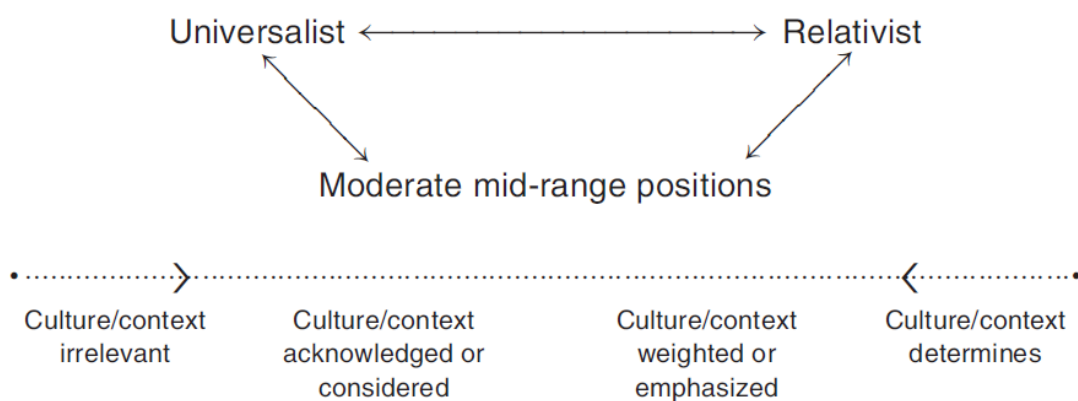 Universalist Relativist
Moderate mid-range positions
Culture/context
irrelevant
Culture/context
acknowledged or
considered
Culture/context
weighted or
emphasized
Culture/context
determines